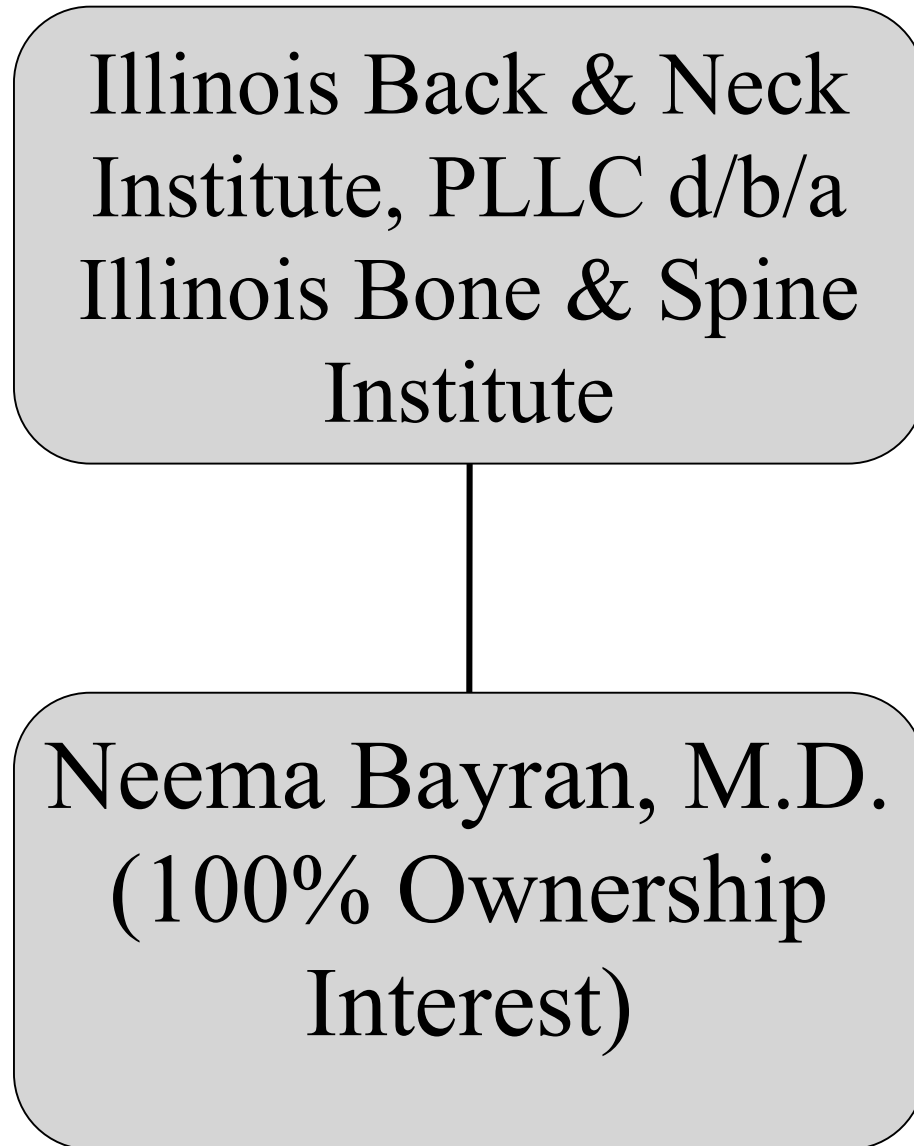 Illinois Back & Neck
Institute, PLLC d/b/a
Illinois Bone & Spine
Institute
Neema Bayran, M.D.
(100% Ownership
Interest)